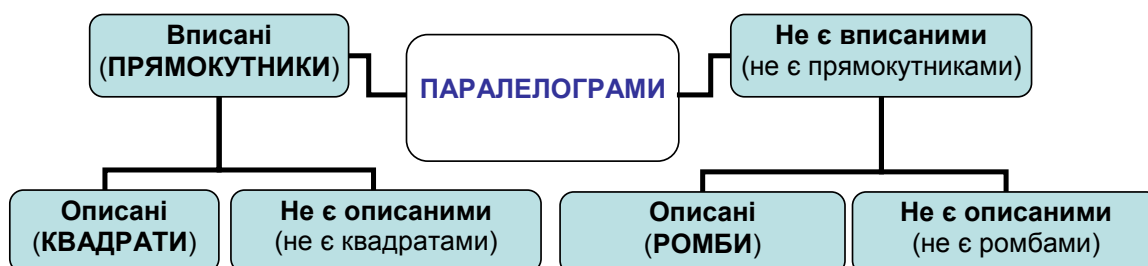 Вписані
(ПРЯМОКУТНИКИ)
ПАРАЛЕЛОГРАМИ
Не є вписаними
(не є прямокутниками)
Описані
(КВАДРАТИ)
Не є описаними
(не є квадратами)
Описані
(РОМБИ)
Не є описаними
(не є ромбами)